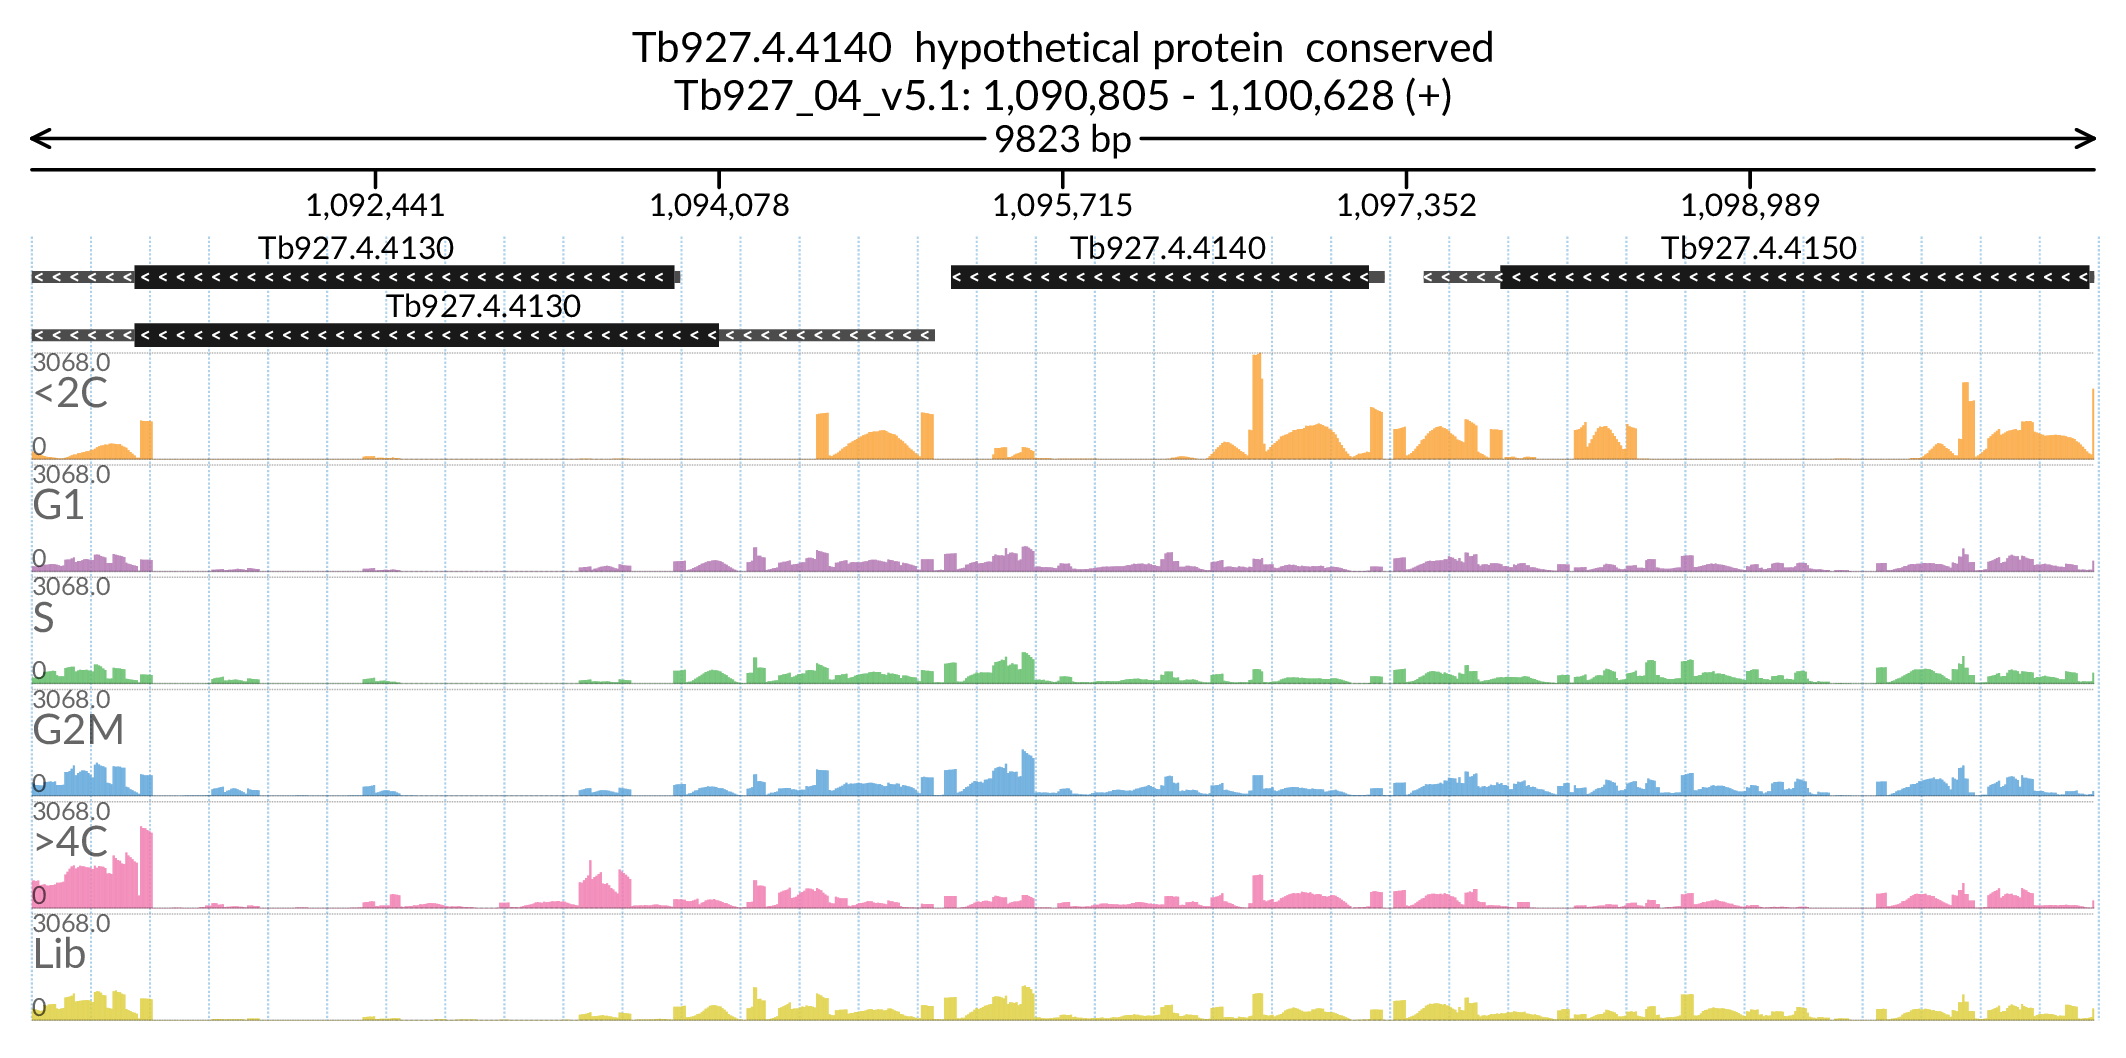 Tb927.4.4140  hypothetical protein  conserved
Tb927_04_v5.1: 1,090,805 - 1,100,628 (+)
9823 bp
1,092,441 1,094,078 1,095,715 1,097,352 1,098,989
Tb927.4.4130 Tb927.4.4140 Tb927.4.4150
Tb927.4.4130
3068.0
<2C
0
3068.0
G1
0
3068.0
S
0
3068.0
G2M
0
3068.0
>4C
0
3068.0
Lib
0